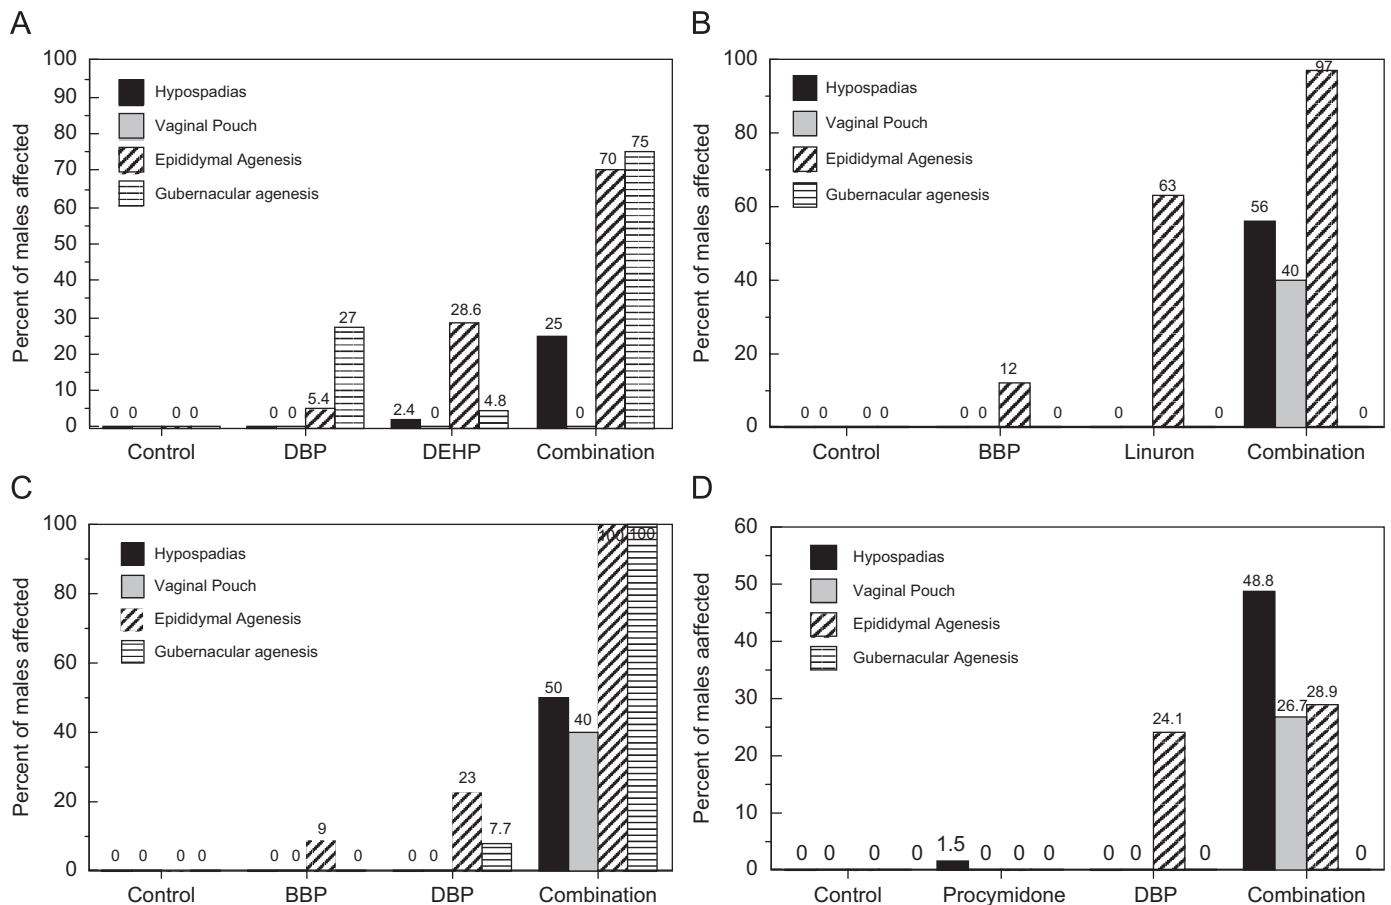 A
Percent of males affected
100
90
80
70
60
50
40
30
20
10
0
Hypospadias
Vaginal Pouch
Epididymal Agenesis
Gubernacular agenesis
0 0 0 0
0 0 5.4 27
2.4 0 28.6 4.8
25 0 70 75
Control DBP DEHP Combination
B
Percent of males affected
100
80
60
40
20
0
Hypospadias
Vaginal Pouch
Epididymal Agenesis
Gubernacular agenesis
0 0 0 0
0 0 12 0
0 63 0
56 40 97 0
Control BBP Linuron Combination
C
Percent of males affected
100
80
60
40
20
0
Hypospadias
Vaginal Pouch
Epididymal Agenesis
Gubernacular agenesis
0 0 0 0
0 0 9 0
0 0 23 7.7
50 40 100 100
Control BBP DBP Combination
D
Percent of males aaffected
60
50
40
30
20
10
0
Hypospadias
Vaginal Pouch
Epididymal Agenesis
Gubernacular Agenesis
0 0 0 0
1.5 0 0 0
0 0 24.1 0
48.8 26.7 28.9 0
Control Procymidone DBP Combination